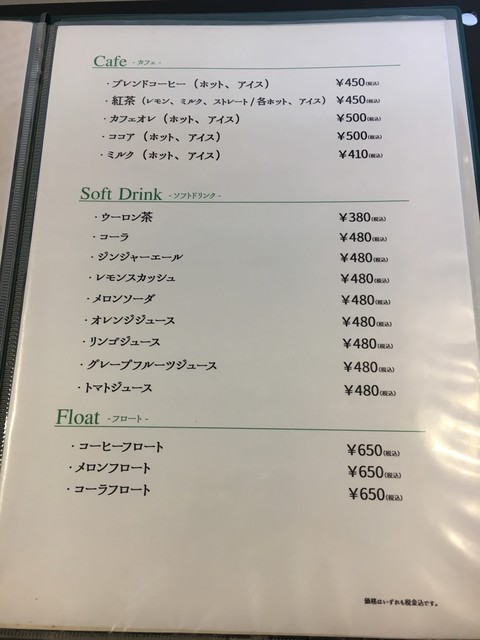 Cafe - カフェ -
・ブレンドコーヒー（ホット、アイス） ￥450(税込)
・紅茶（レモン、ミルク、ストレート/各ホット、アイス） ￥450(税込)
・カフェオレ（ホット、アイス） ￥500(税込)
・ココア（ホット、アイス） ￥500(税込)
・ミルク（ホット、アイス） ￥410(税込)
Soft Drink - ソフトドリンク -
・ウーロン茶 ￥380(税込)
・コーラ ￥480(税込)
・ジンジャーエール ￥480(税込)
・レモンスカッシュ ￥480(税込)
・メロンソーダ ￥480(税込)
・オレンジジュース ￥480(税込)
・リンゴジュース ￥480(税込)
・グレープフルーツジュース ￥480(税込)
・トマトジュース ￥480(税込)
Float - フロート -
・コーヒーフロート ￥650(税込)
・メロンフロート ￥650(税込)
・コーラフロート ￥650(税込)
価格はいずれも税金込です。